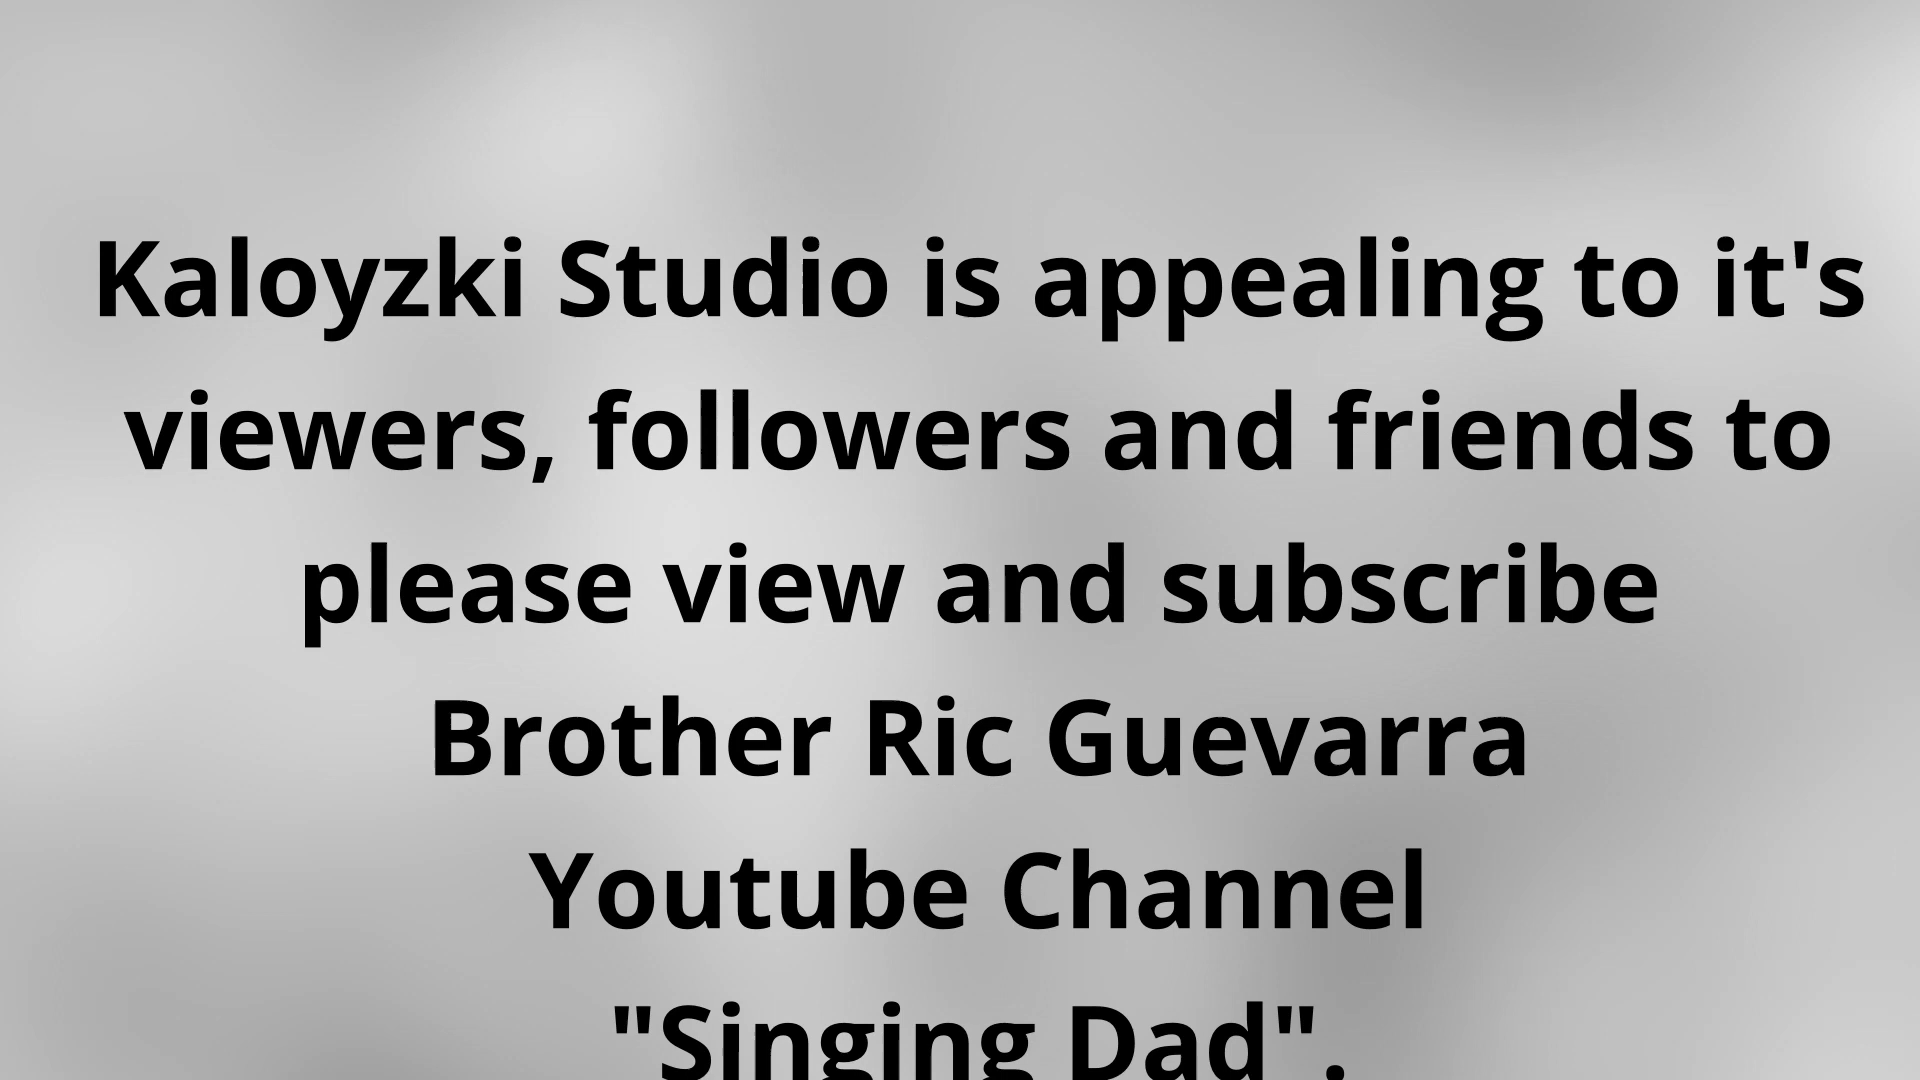 Kaloyzki Studio is appealing to it's
viewers, followers and friends to
please view and subscribe
Brother Ric Guevarra
Youtube Channel
"Singing Dad".